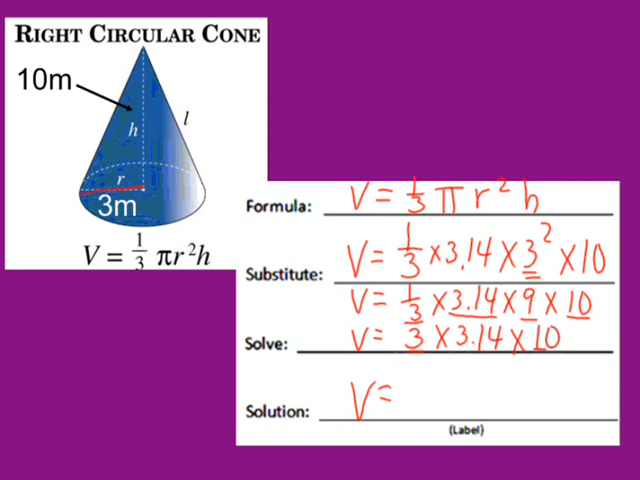 RIGHT CIRCULAR CONE
10m
h
l
r
3m
V = 1/3 πr²h
Formula: V = 1/3 π r² h
Substitute: V = 1/3 × 3.14 × 3² × 10
V = 1/3 × 3.14 × 9 × 10
Solve: V = 3 × 3.14 × 10
Solution: V =
(Label)